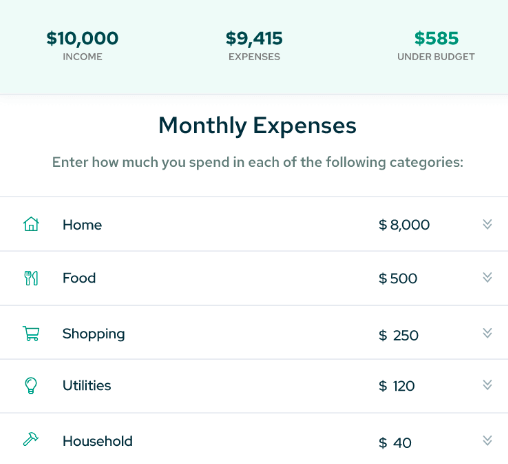 $10,000 $9,415 $585
INCOME EXPENSES UNDER BUDGET
Monthly Expenses
Enter how much you spend in each of the following categories:
Home $ 8,000
Food $ 500
Shopping $ 250
Utilities $ 120
Household $ 40